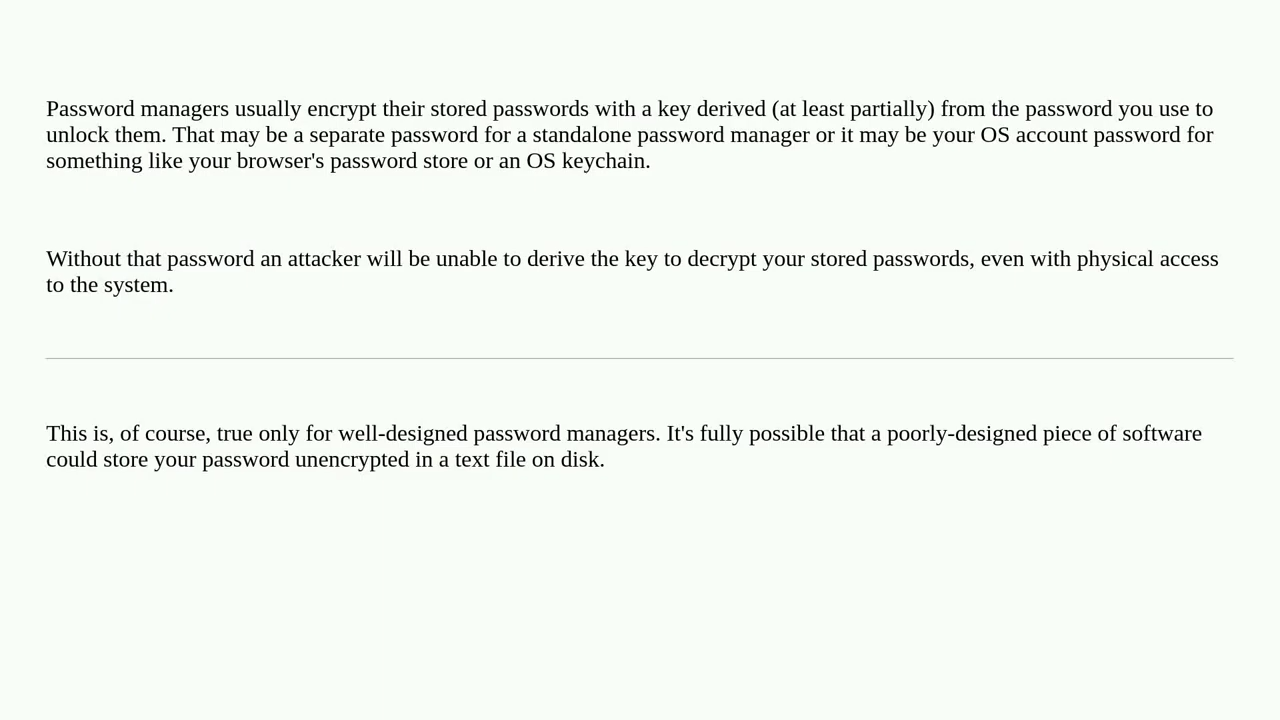 Password managers usually encrypt their stored passwords with a key derived (at least partially) from the password you use to
unlock them. That may be a separate password for a standalone password manager or it may be your OS account password for
something like your browser's password store or an OS keychain.
Without that password an attacker will be unable to derive the key to decrypt your stored passwords, even with physical access
to the system.
This is, of course, true only for well-designed password managers. It's fully possible that a poorly-designed piece of software
could store your password unencrypted in a text file on disk.